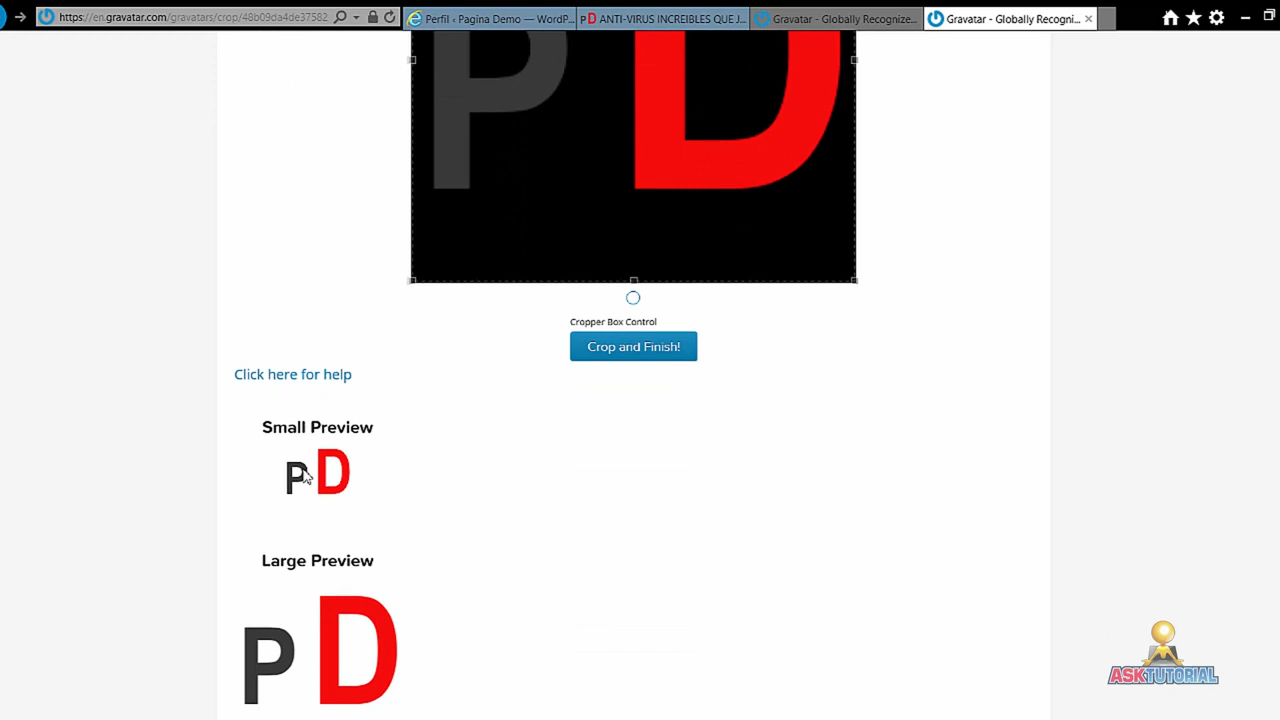 https://en.gravatar.com/gravatars/crop/48b09da4de37582
Perfil ‹ Pagina Demo — WordP...
PD ANTI-VIRUS INCREIBLES QUE J...
Gravatar - Globally Recognize...
Gravatar - Globally Recogni...
P D
Cropper Box Control
Crop and Finish!
Click here for help
Small Preview
P D
Large Preview
P D
ASKTUTORIAL